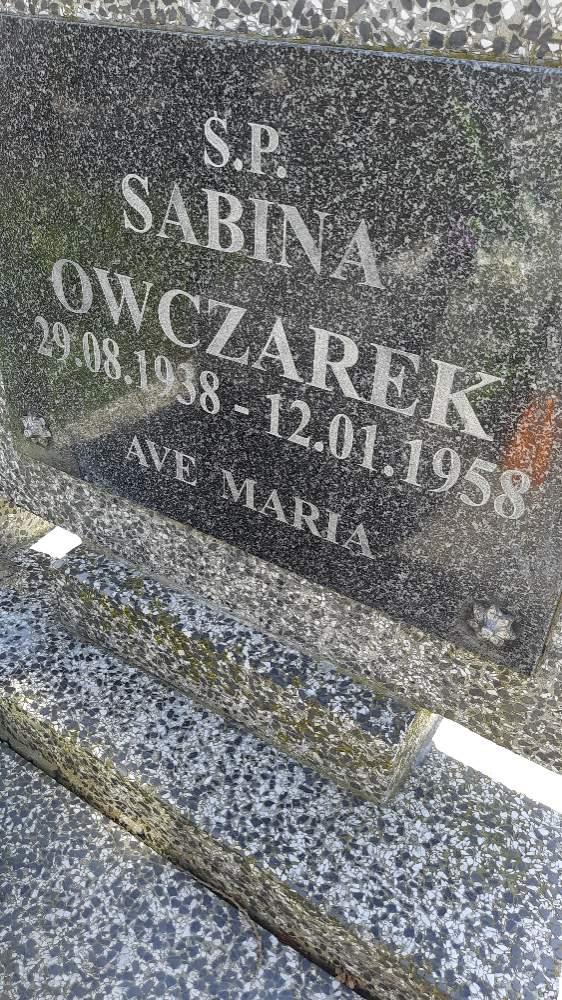 Ś.P.
SABINA
OWCZAREK
29.08.1938 - 12.01.1958
AVE MARIA